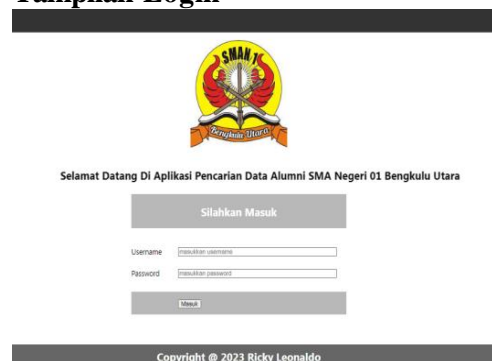 Tampilan Login
SMAN 1
Bengkulu Utara
Selamat Datang Di Aplikasi Pencarian Data Alumni SMA Negeri 01 Bengkulu Utara
Silahkan Masuk
Username masukkan username
Password masukkan password
Masuk
Copyright @ 2023 Ricky Leonaldo